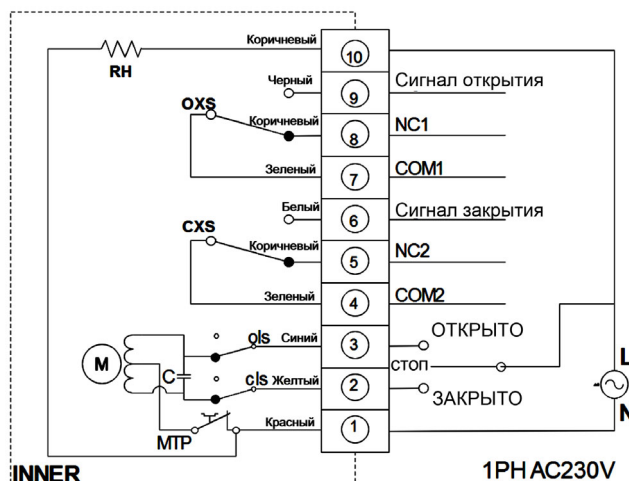 Коричневый
10
RH
Черный
9
Сигнал открытия
OXS
Коричневый
8
NC1
Зеленый
7
COM1
Белый
6
Сигнал закрытия
CXS
Коричневый
5
NC2
Зеленый
4
COM2
OlS
Синий
3
ОТКРЫТО
M
C
СТОП
L
ClS
Желтый
2
ЗАКРЫТО
N
MTP
Красный
1
INNER
1PH AC230V